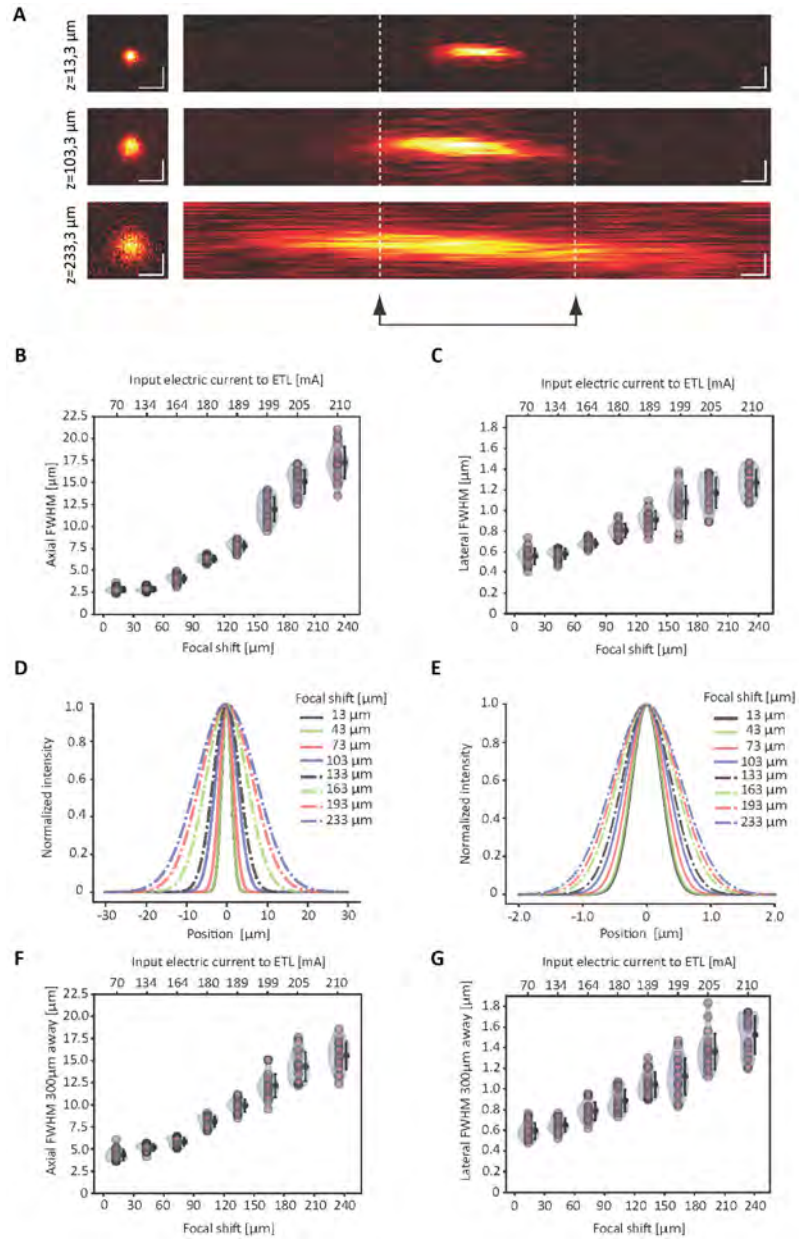 A
z=13,3 µm
z=103,3 µm
z=233,3 µm
B
Input electric current to ETL [mA]
70 134 164 180 189 199 205 210
22.5
20.0
17.5
15.0
12.5
10.0
7.5
5.0
2.5
0
Axial FWHM [µm]
0 30 60 90 120 150 180 210 240
Focal shift [µm]
C
Input electric current to ETL [mA]
70 134 164 180 189 199 205 210
1.8
1.6
1.4
1.2
1.0
0.8
0.6
0.4
0.2
0
Lateral FWHM [µm]
0 30 60 90 120 150 180 210 240
Focal shift [µm]
D
Focal shift [µm]
13 µm
43 µm
73 µm
103 µm
133 µm
163 µm
193 µm
233 µm
1.0
0.8
0.6
0.4
0.2
0
Normalized intensity
-30 -20 -10 0 10 20 30
Position [µm]
E
Focal shift [µm]
13 µm
43 µm
73 µm
103 µm
133 µm
163 µm
193 µm
233 µm
1.0
0.8
0.6
0.4
0.2
0
Normalized intensity
-2.0 -1.0 0 1.0 2.0
Position [µm]
F
Input electric current to ETL [mA]
70 134 164 180 189 199 205 210
22.5
20.0
17.5
15.0
12.5
10.0
7.5
5.0
2.5
0
Axial FWHM 300µm away [µm]
0 30 60 90 120 150 180 210 240
Focal shift [µm]
G
Input electric current to ETL [mA]
70 134 164 180 189 199 205 210
1.8
1.6
1.4
1.2
1.0
0.8
0.6
0.4
0.2
0
Lateral FWHM 300µm away [µm]
0 30 60 90 120 150 180 210 240
Focal shift [µm]